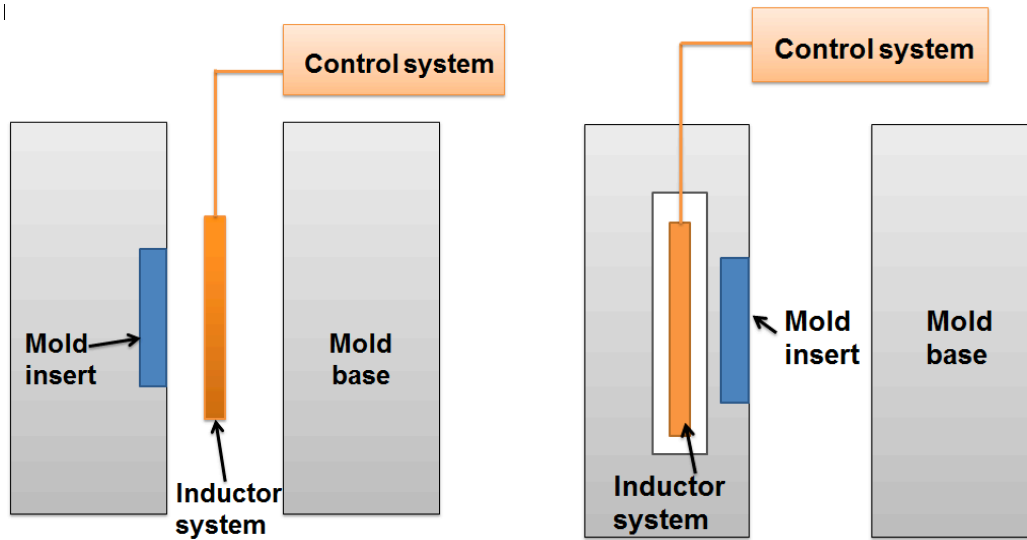 Control system
Mold
insert
Mold
base
Inductor
system
Control system
Mold
insert
Mold
base
Inductor
system